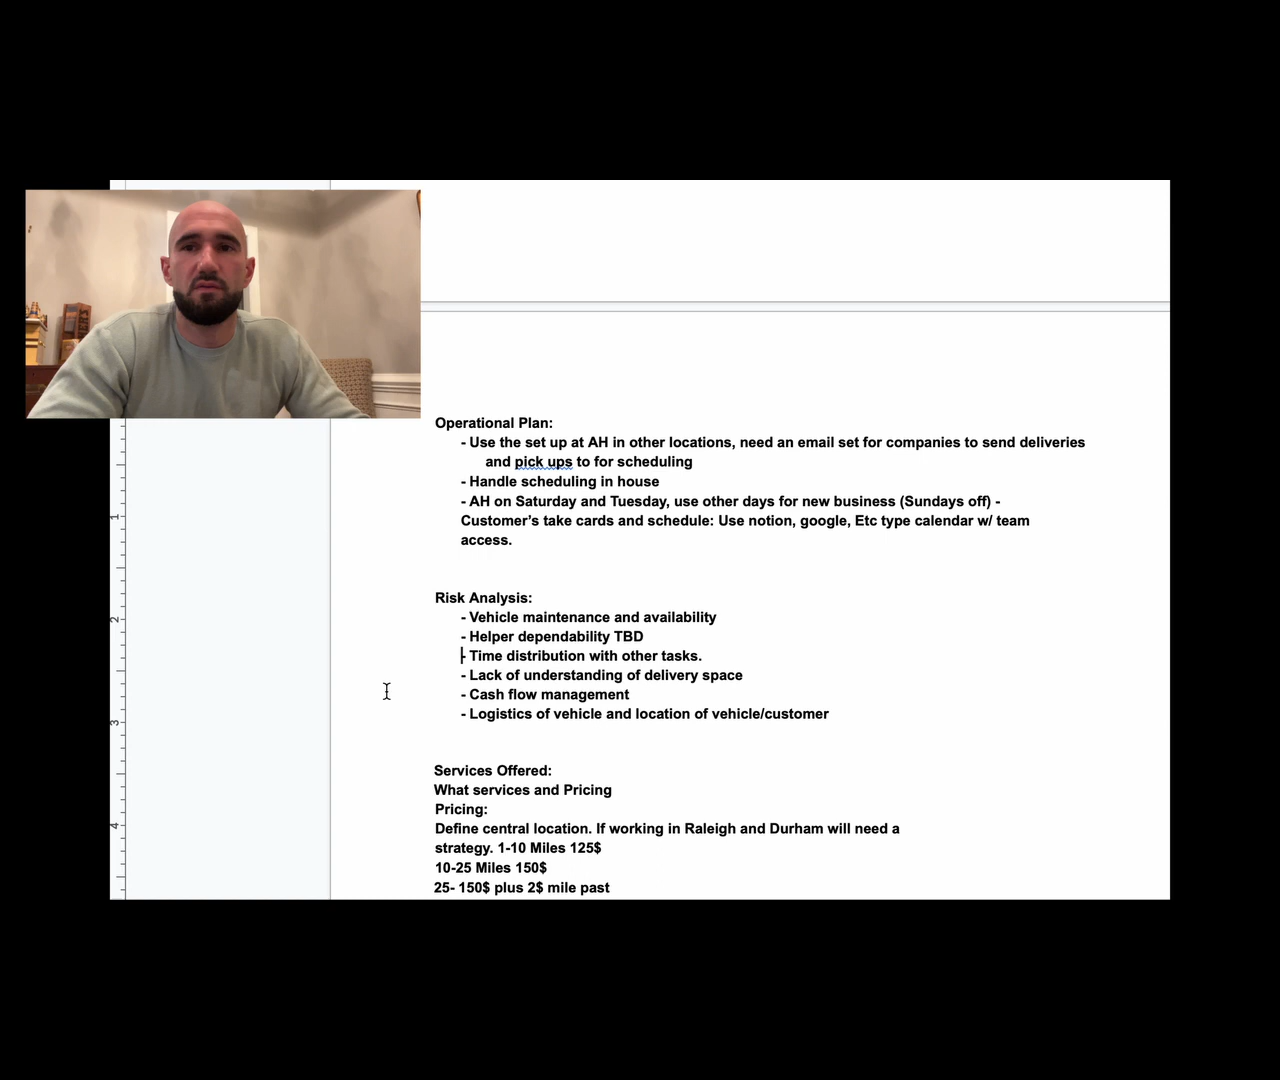 Operational Plan:
- Use the set up at AH in other locations, need an email set for companies to send deliveries
and pick ups to for scheduling
- Handle scheduling in house
- AH on Saturday and Tuesday, use other days for new business (Sundays off) -
Customer's take cards and schedule: Use notion, google, Etc type calendar w/ team
access.
Risk Analysis:
- Vehicle maintenance and availability
- Helper dependability TBD
- Time distribution with other tasks.
- Lack of understanding of delivery space
- Cash flow management
- Logistics of vehicle and location of vehicle/customer
Services Offered:
What services and Pricing
Pricing:
Define central location. If working in Raleigh and Durham will need a
strategy. 1-10 Miles 125$
10-25 Miles 150$
25- 150$ plus 2$ mile past
1
2
3
4